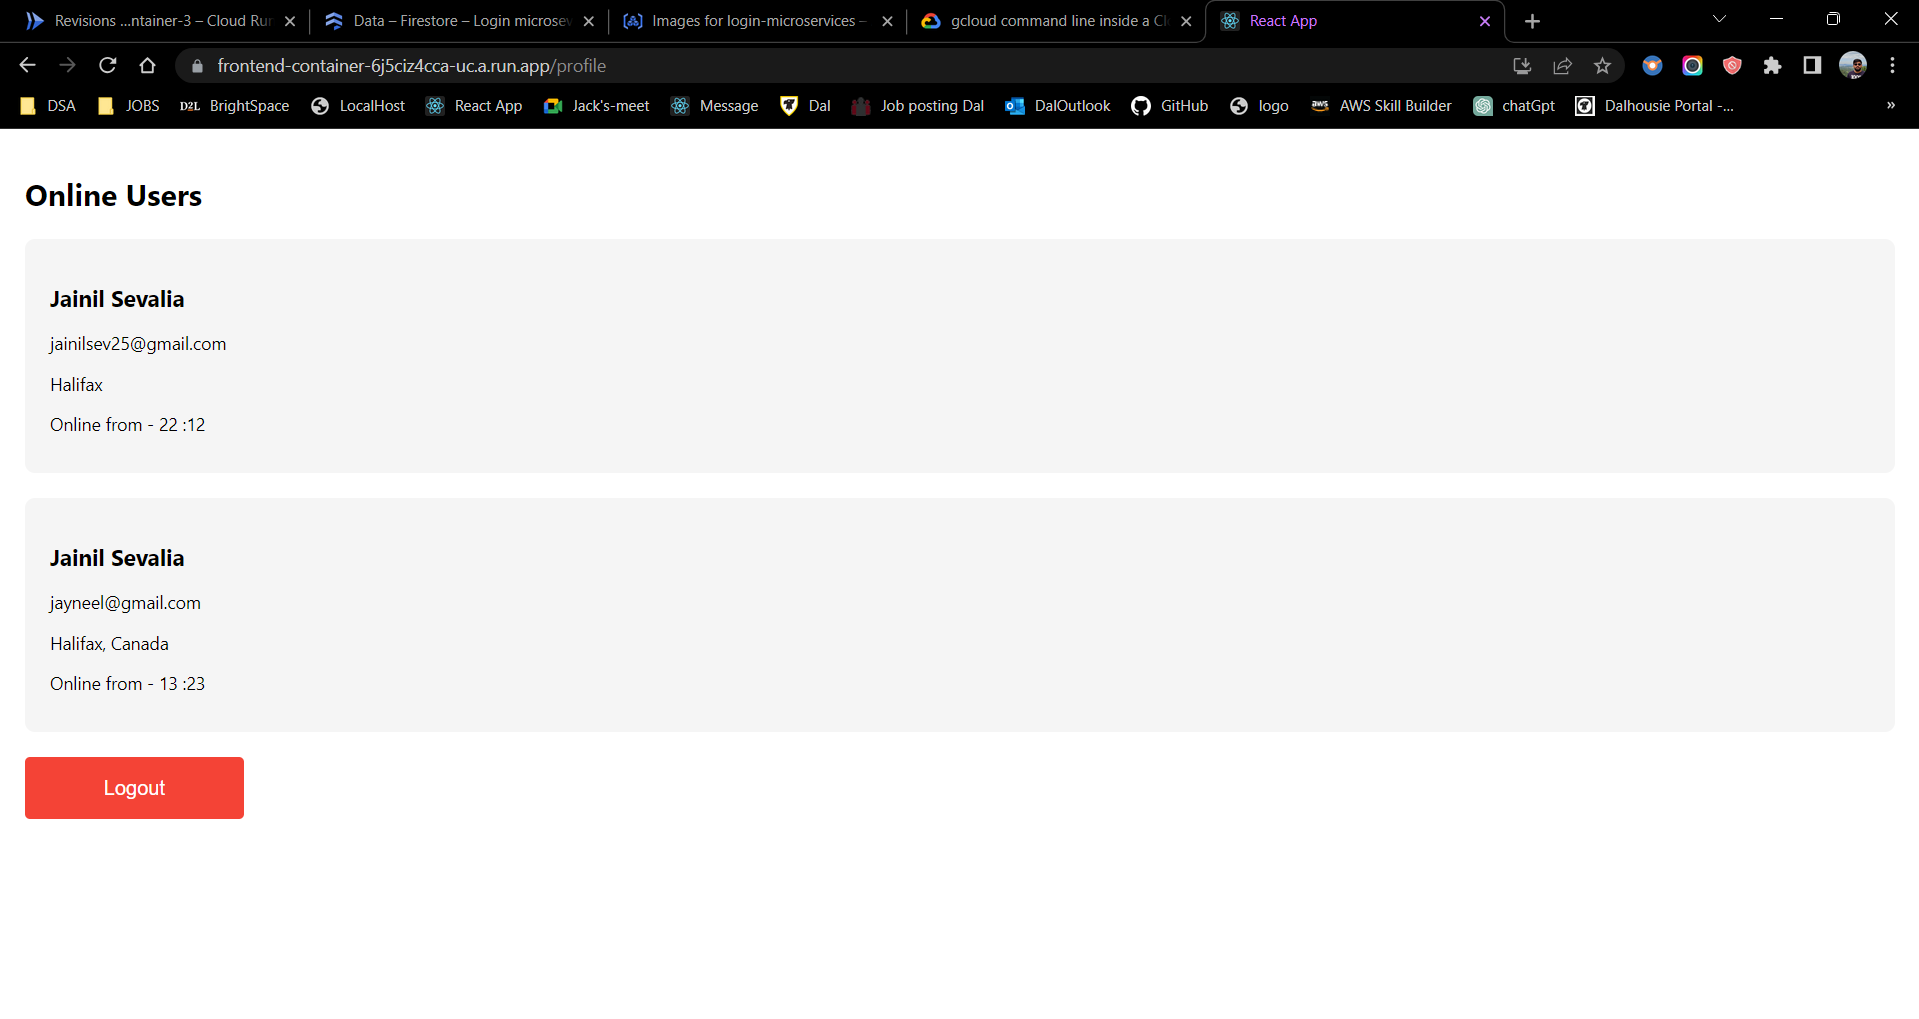 Revisions ...ntainer-3 – Cloud Ru
Data – Firestore – Login microse
Images for login-microservices –
gcloud command line inside a Cl
React App
frontend-container-6j5ciz4cca-uc.a.run.app/profile
DSA
JOBS
D2L BrightSpace
LocalHost
React App
Jack's-meet
Message
Dal
Job posting Dal
DalOutlook
GitHub
logo
aws AWS Skill Builder
chatGpt
Dalhousie Portal -...
»
Online Users
Jainil Sevalia
jainilsev25@gmail.com
Halifax
Online from - 22 :12
Jainil Sevalia
jayneel@gmail.com
Halifax, Canada
Online from - 13 :23
Logout